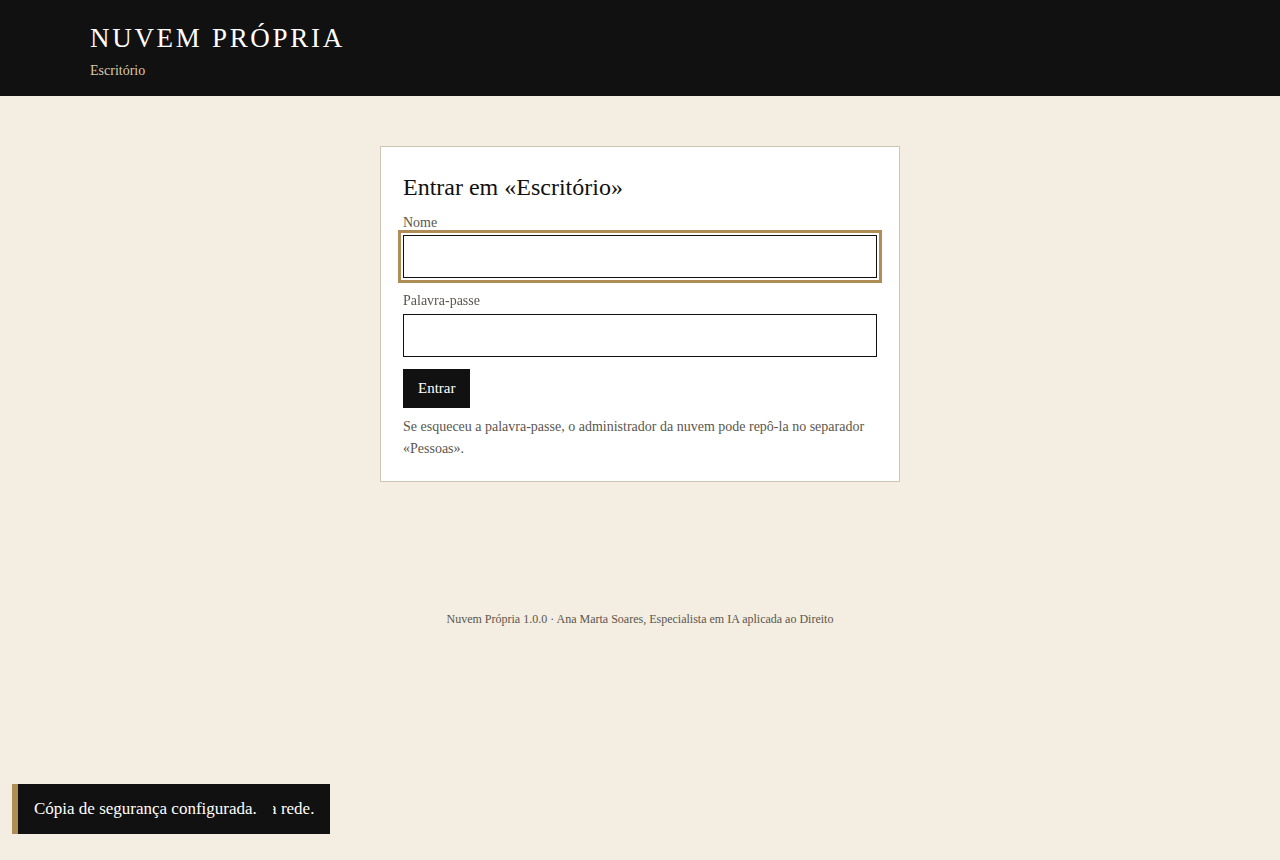 NUVEM PRÓPRIA
Escritório
Entrar em «Escritório»
Nome
Palavra-passe
Entrar
Se esqueceu a palavra-passe, o administrador da nuvem pode repô-la no separador
«Pessoas».
Nuvem Própria 1.0.0 · Ana Marta Soares, Especialista em IA aplicada ao Direito
Cópia de segurança configurada. rede.